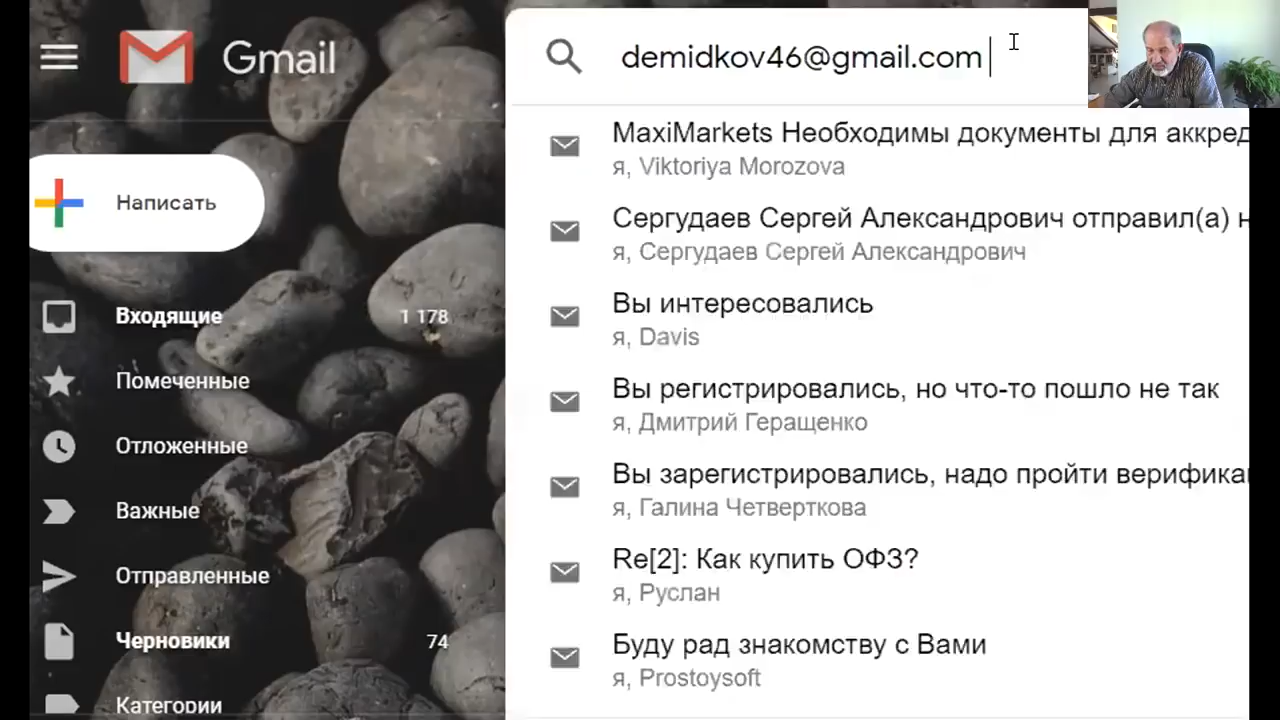 Gmail
demidkov46@gmail.com
Написать
Входящие 1 178
Помеченные
Отложенные
Важные
Отправленные
Черновики 74
Категории
MaxiMarkets Необходимы документы для аккред
я, Viktoriya Morozova
Сергудаев Сергей Александрович отправил(а) н
я, Сергудаев Сергей Александрович
Вы интересовались
я, Davis
Вы регистрировались, но что-то пошло не так
я, Дмитрий Геращенко
Вы зарегистрировались, надо пройти верифика
я, Галина Четверткова
Re[2]: Как купить ОФЗ?
я, Руслан
Буду рад знакомству с Вами
я, Prostoysoft